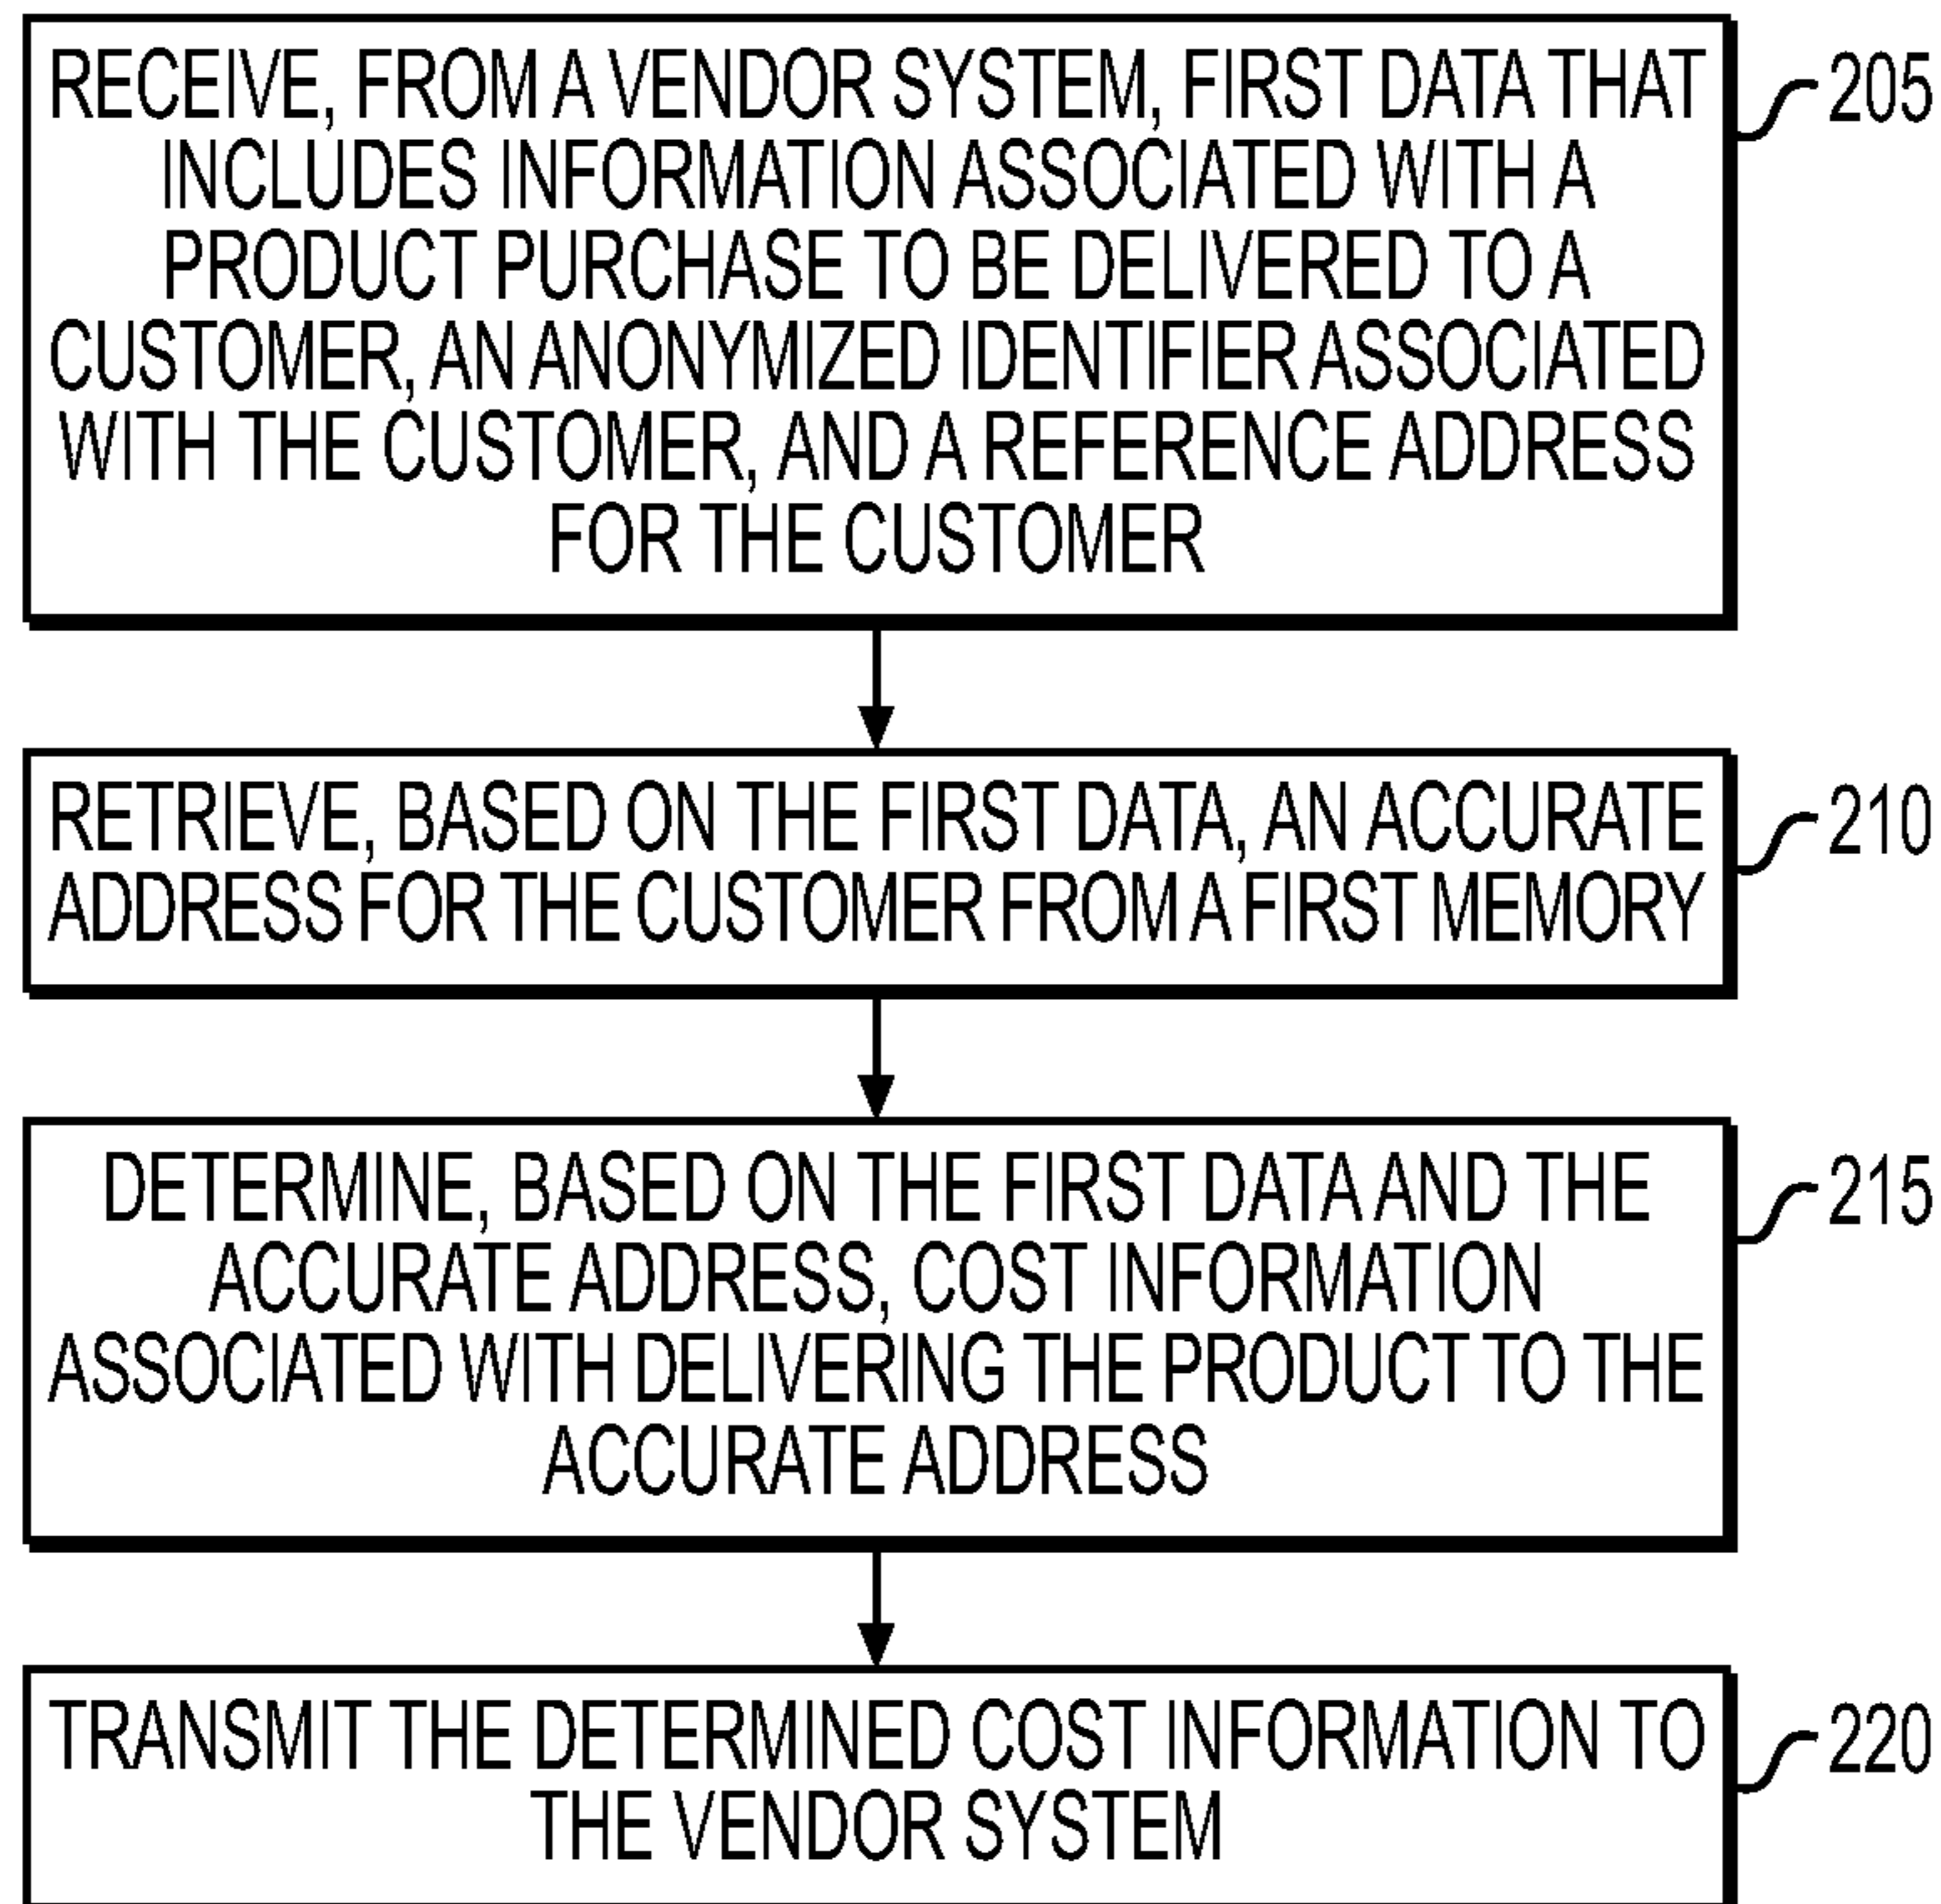 RECEIVE, FROM A VENDOR SYSTEM, FIRST DATA THAT
INCLUDES INFORMATION ASSOCIATED WITH A
PRODUCT PURCHASE TO BE DELIVERED TO A
CUSTOMER, AN ANONYMIZED IDENTIFIER ASSOCIATED
WITH THE CUSTOMER, AND A REFERENCE ADDRESS
FOR THE CUSTOMER
205
RETRIEVE, BASED ON THE FIRST DATA, AN ACCURATE
ADDRESS FOR THE CUSTOMER FROM A FIRST MEMORY
210
DETERMINE, BASED ON THE FIRST DATA AND THE
ACCURATE ADDRESS, COST INFORMATION
ASSOCIATED WITH DELIVERING THE PRODUCT TO THE
ACCURATE ADDRESS
215
TRANSMIT THE DETERMINED COST INFORMATION TO
THE VENDOR SYSTEM
220